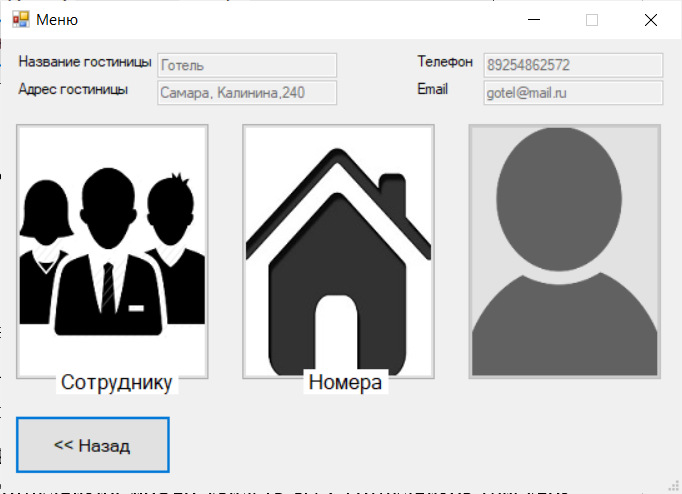 Меню
Название гостиницы Готель Телефон 89254862572
Адрес гостиницы Самара, Калинина,240 Email gotel@mail.ru
Сотруднику Номера
<< Назад